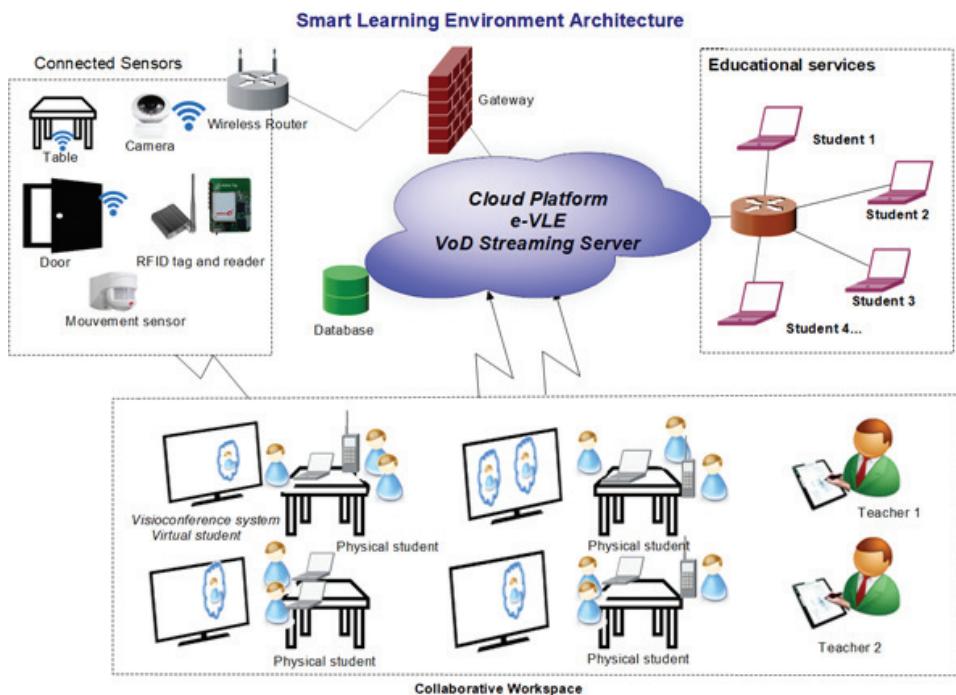 Smart Learning Environment Architecture
Connected Sensors
Table
Camera
Wireless Router
Door
RFID tag and reader
Mouvement sensor
Gateway
Cloud Platform
e-VLE
VoD Streaming Server
Database
Educational services
Student 1
Student 2
Student 3
Student 4...
Visioconference system
Virtual student
Physical student
Physical student
Teacher 1
Physical student
Physical student
Teacher 2
Collaborative Workspace